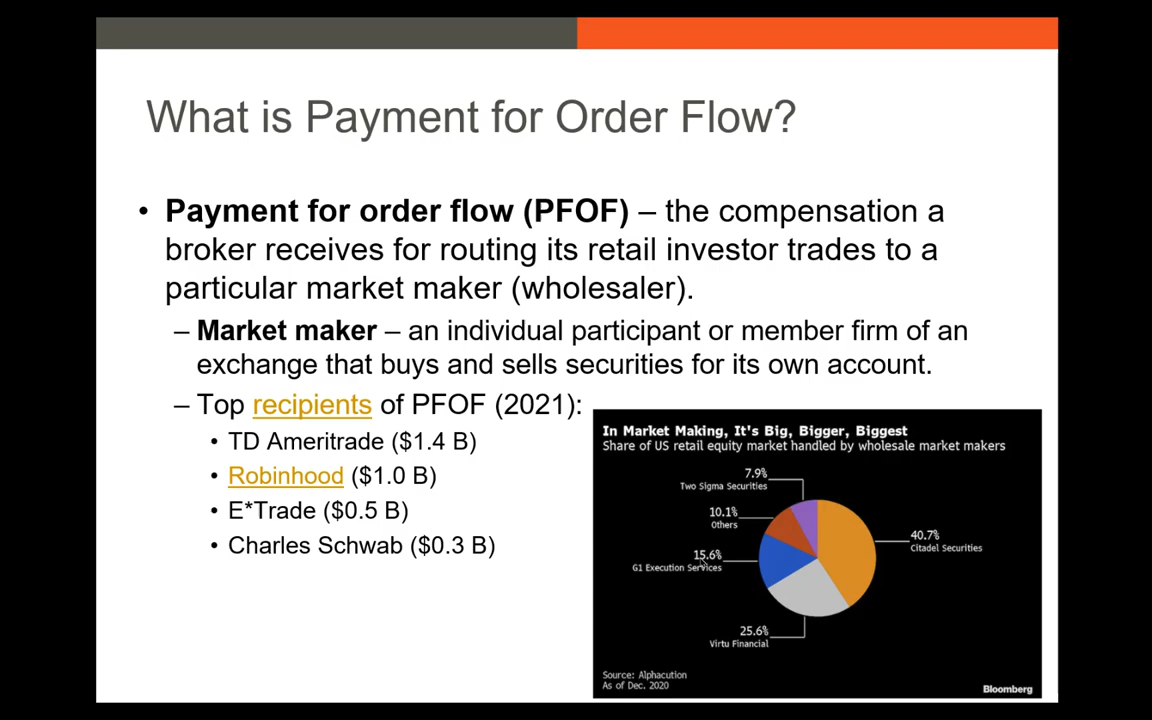 What is Payment for Order Flow?
• Payment for order flow (PFOF) – the compensation a
broker receives for routing its retail investor trades to a
particular market maker (wholesaler).
– Market maker – an individual participant or member firm of an
exchange that buys and sells securities for its own account.
– Top recipients of PFOF (2021):
• TD Ameritrade ($1.4 B)
• Robinhood ($1.0 B)
• E*Trade ($0.5 B)
• Charles Schwab ($0.3 B)
In Market Making, It's Big, Bigger, Biggest
Share of US retail equity market handled by wholesale market makers
7.9%
Two Sigma Securities
10.1%
Others
15.6%
G1 Execution Services
40.7%
Citadel Securities
25.6%
Virtu Financial
Source: Alphacution
As of Dec. 2020
Bloomberg